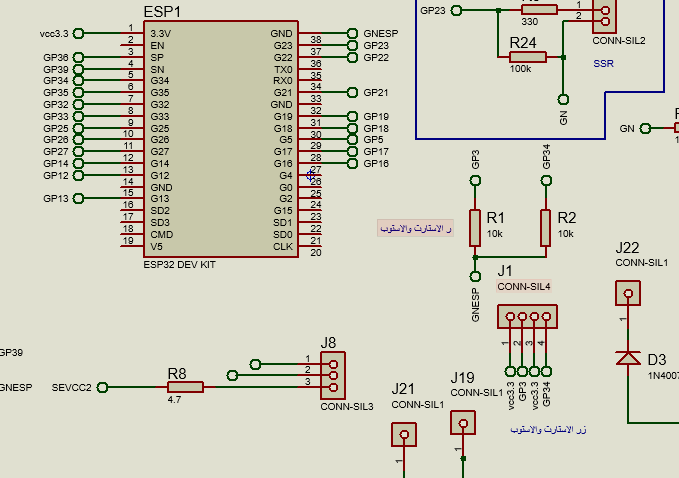 ESP1
GP23
330
1
2
CONN-SIL2
R24
100k
SSR
GN
GN
vcc3.3
GP36
GP39
GP34
GP35
GP32
GP33
GP25
GP26
GP27
GP14
GP12
GP13
1
2
3
4
5
6
7
8
9
10
11
12
13
14
15
16
17
18
19
3.3V
EN
SP
SN
G34
G35
G32
G33
G25
G26
G27
G14
G12
GND
G13
SD2
SD3
CMD
V5
GND
G23
G22
TX0
RX0
G21
GND
G19
G18
G5
G17
G16
G4
G0
G2
G15
SD1
SD0
CLK
38
37
36
35
34
33
32
31
30
29
28
27
26
25
24
23
22
21
20
GNESP
GP23
GP22
GP21
GP19
GP18
GP5
GP17
GP16
ESP32 DEV KIT
GP3
GP34
R1
10k
R2
10k
ر الاستارت والاستوب
GNESP
J1
CONN-SIL4
1
2
3
4
vcc3.3
GP3
vcc3.3
GP34
زر الاستارت والاستوب
J22
CONN-SIL1
1
D3
1N4007
GP39
GNESP
SEVCC2
R8
4.7
J8
1
2
3
CONN-SIL3
J21
CONN-SIL1
1
J19
CONN-SIL1
1